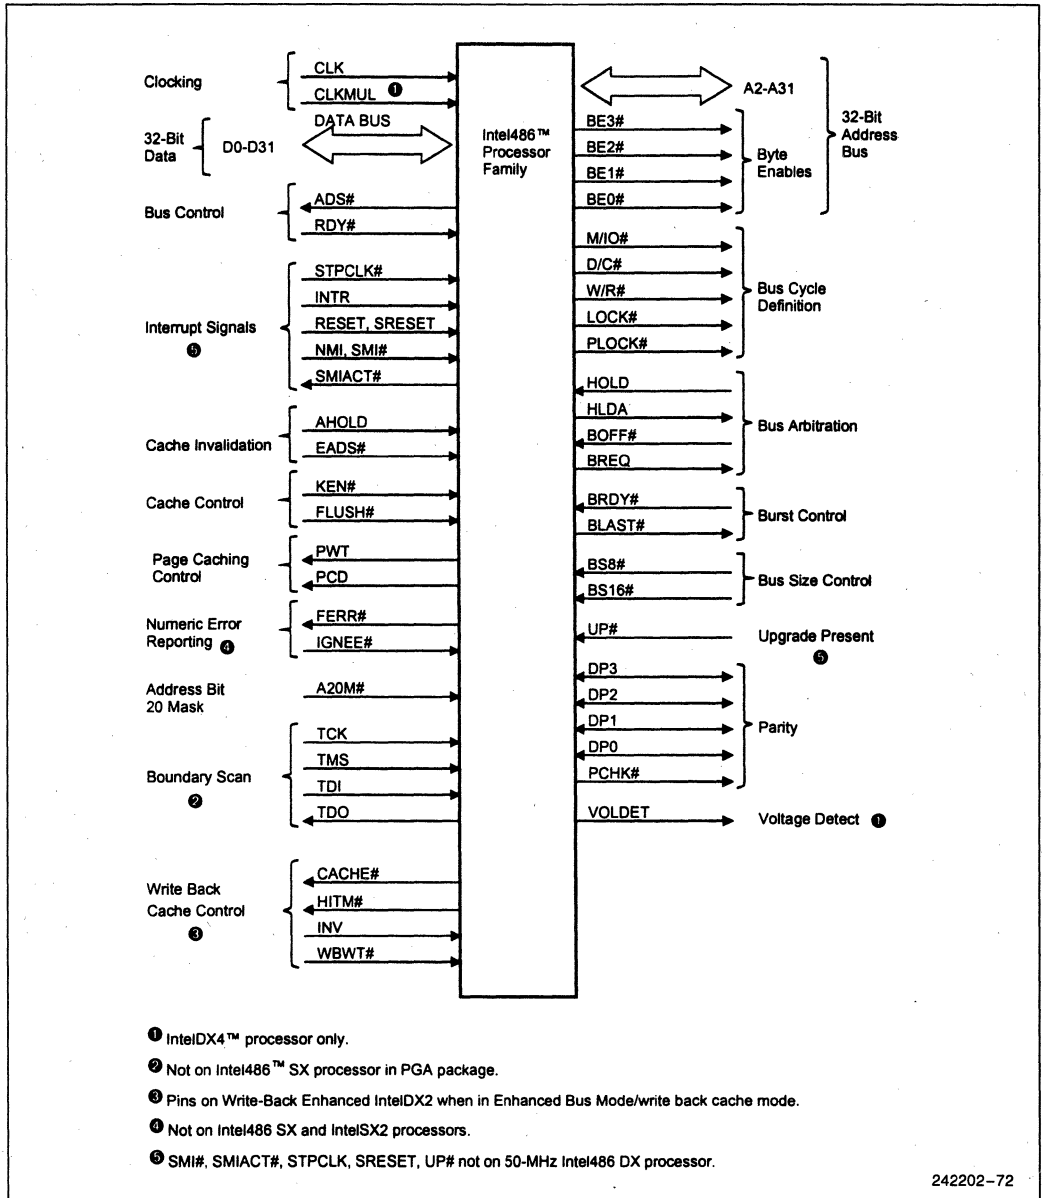 Clocking
CLK
CLKMUL ❶
32-Bit
Data
D0-D31
DATA BUS
Bus Control
ADS#
RDY#
Interrupt Signals
❺
STPCLK#
INTR
RESET, SRESET
NMI, SMI#
SMIACT#
Cache Invalidation
AHOLD
EADS#
Cache Control
KEN#
FLUSH#
Page Caching
Control
PWT
PCD
Numeric Error
Reporting ❹
FERR#
IGNEE#
Address Bit
20 Mask
A20M#
Boundary Scan
❷
TCK
TMS
TDI
TDO
Write Back
Cache Control
❸
CACHE#
HITM#
INV
WBWT#
Intel486™
Processor
Family
A2-A31
32-Bit
Address
Bus
BE3#
BE2#
BE1#
BE0#
Byte
Enables
M/IO#
D/C#
W/R#
LOCK#
PLOCK#
Bus Cycle
Definition
HOLD
HLDA
BOFF#
BREQ
Bus Arbitration
BRDY#
BLAST#
Burst Control
BS8#
BS16#
Bus Size Control
UP#
Upgrade Present
❺
DP3
DP2
DP1
DP0
PCHK#
Parity
VOLDET
Voltage Detect ❶
❶ IntelDX4™ processor only.
❷ Not on Intel486™ SX processor in PGA package.
❸ Pins on Write-Back Enhanced IntelDX2 when in Enhanced Bus Mode/write back cache mode.
❹ Not on Intel486 SX and IntelSX2 processors.
❺ SMI#, SMIACT#, STPCLK, SRESET, UP# not on 50-MHz Intel486 DX processor.
242202–72